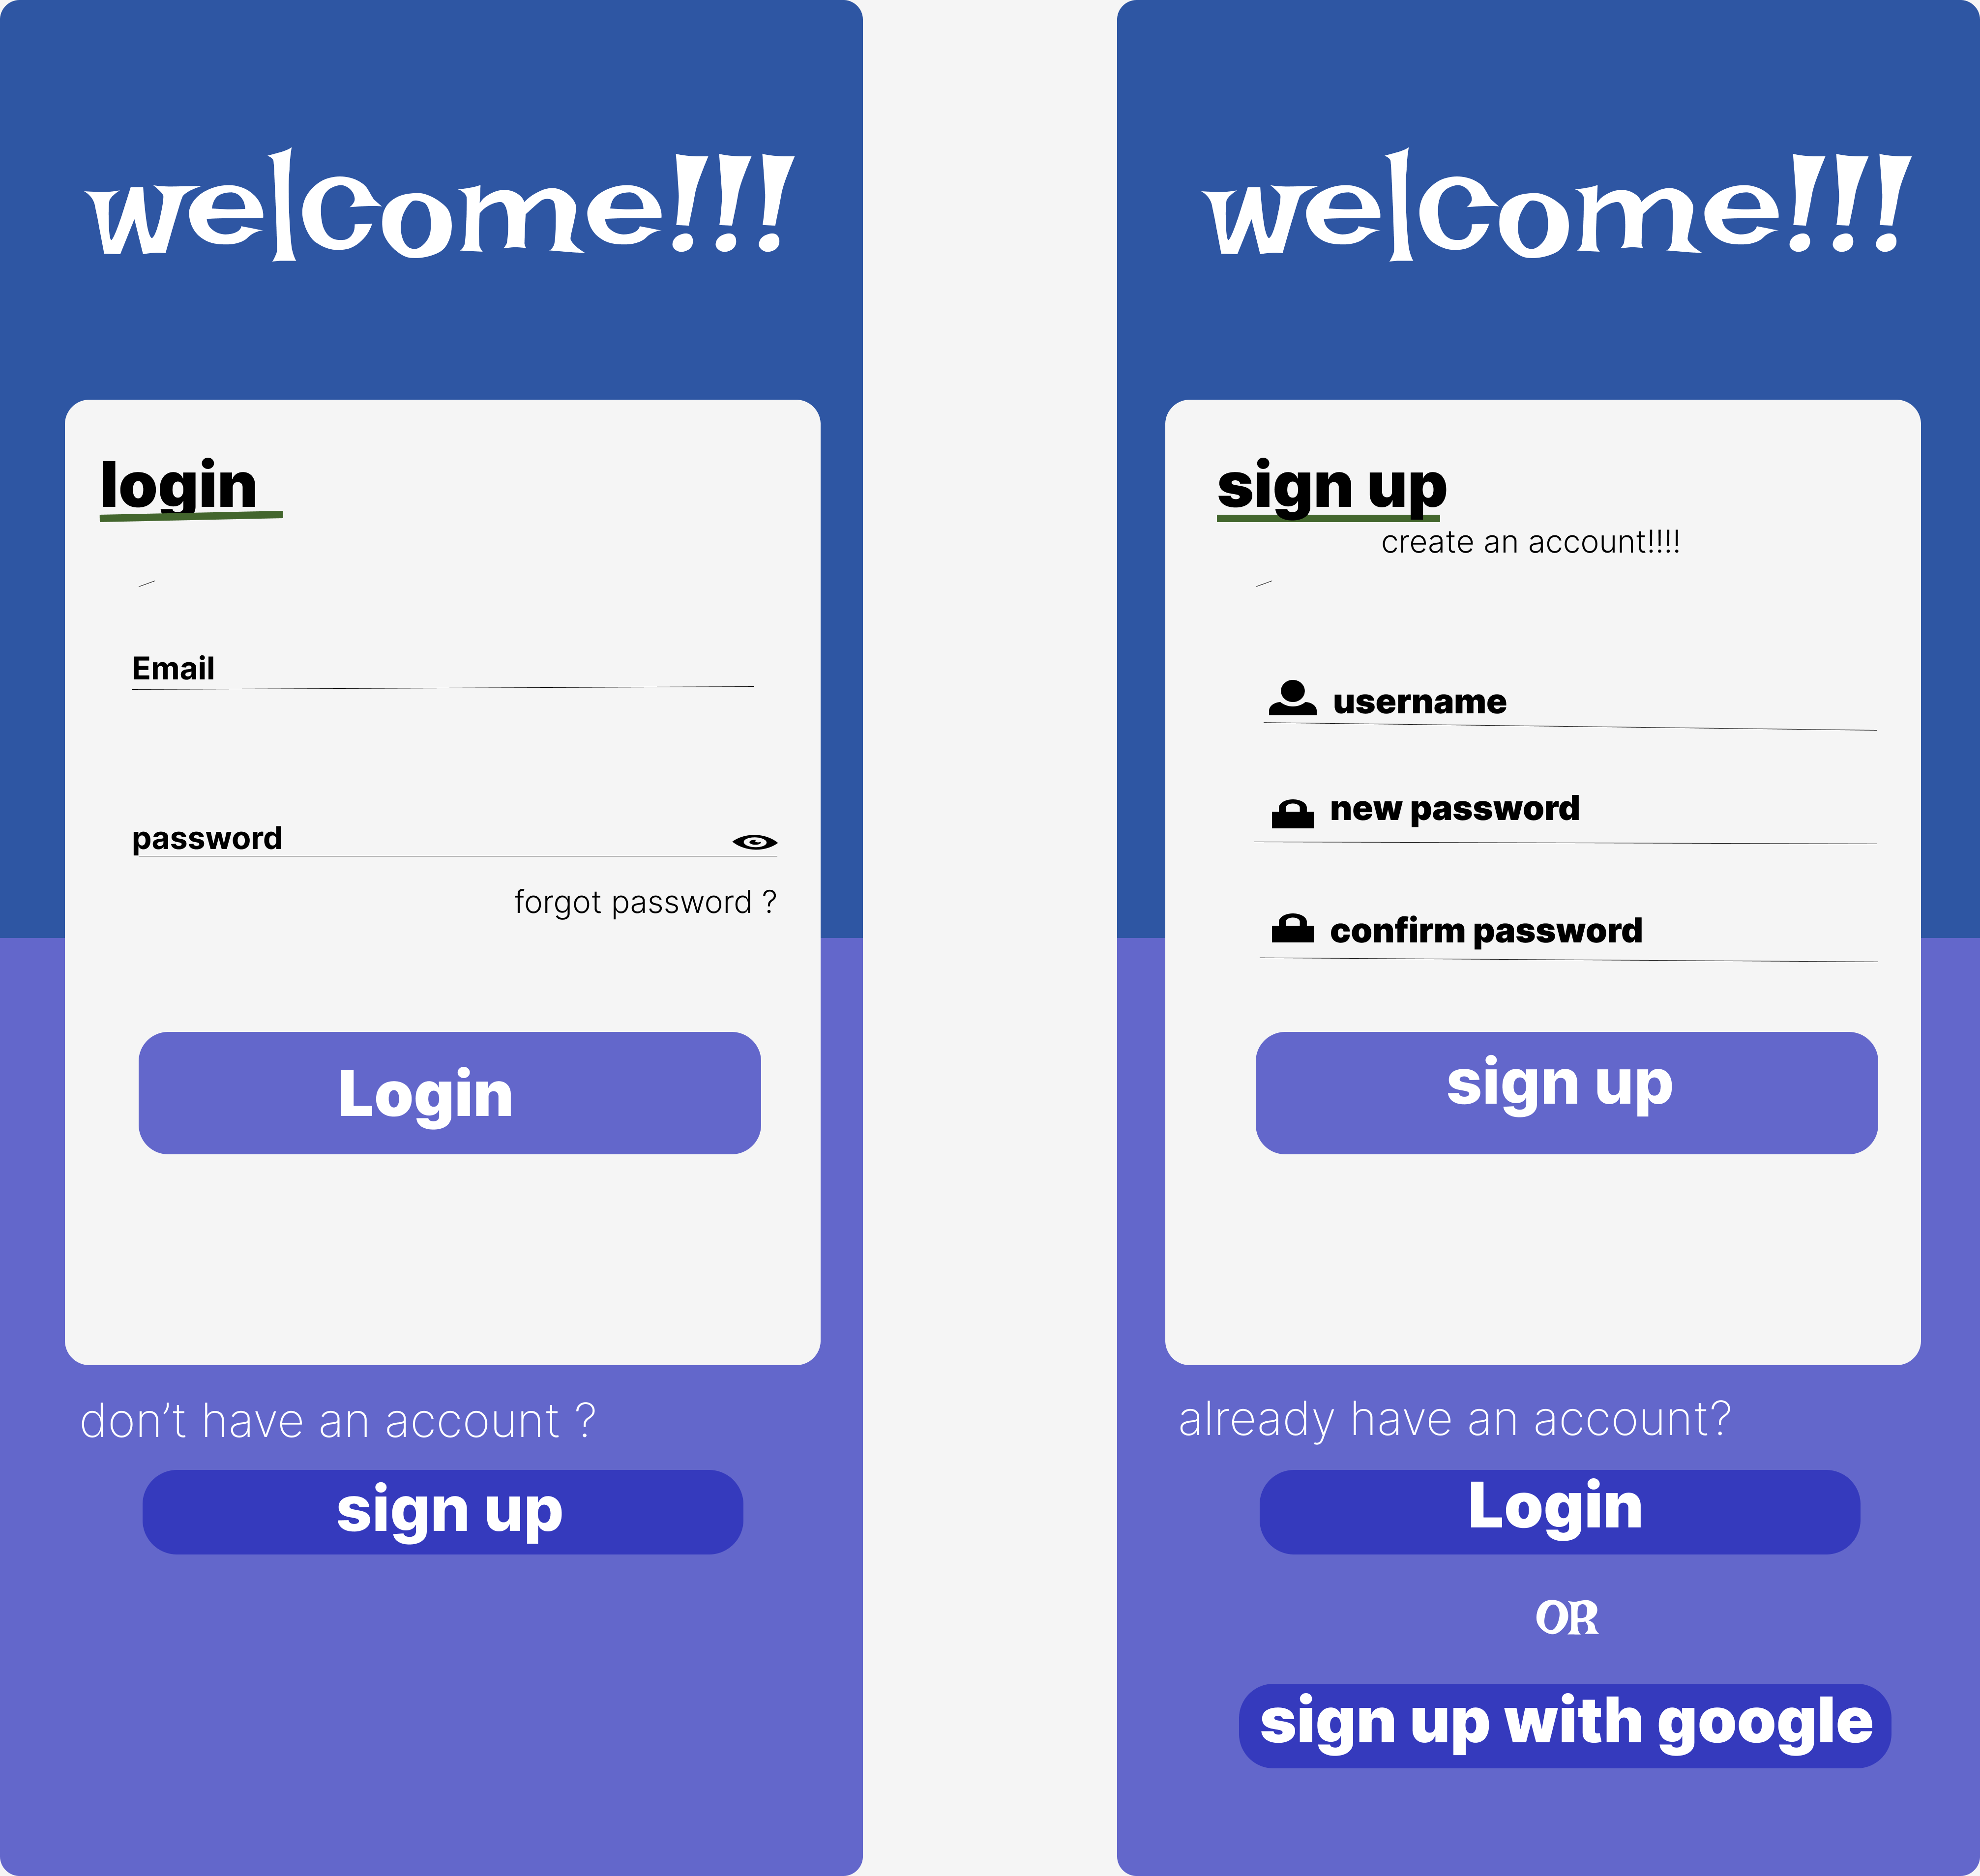 welcome!!!
login
Email
password
forgot password ?
Login
don't have an account ?
sign up
welcome!!!
sign up
create an account!!!!
username
new password
confirm password
sign up
already have an account?
Login
OR
sign up with google